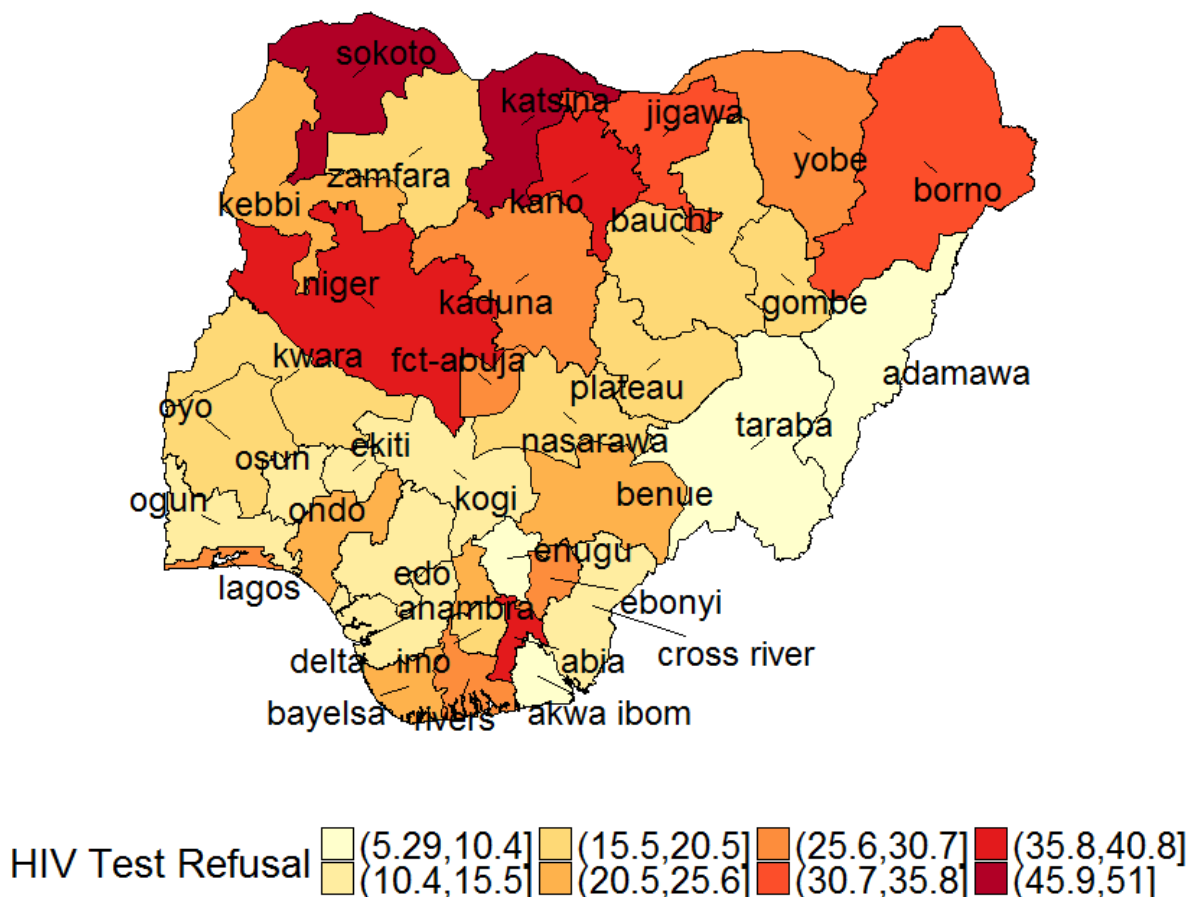 sokoto
katsina
jigawa
yobe
zamfara
borno
kebbi
kano
bauchi
niger
kaduna
gombe
kwara
fct-abuja
plateau
adamawa
oyo
taraba
ekiti
nasarawa
osun
ogun
ondo
kogi
benue
enugu
lagos
edo
anambra
ebonyi
delta
imo
abia
cross river
bayelsa
rivers
akwa ibom
HIV Test Refusal
(5.29,10.4] (15.5,20.5] (25.6,30.7] (35.8,40.8]
(10.4,15.5] (20.5,25.6] (30.7,35.8] (45.9,51]